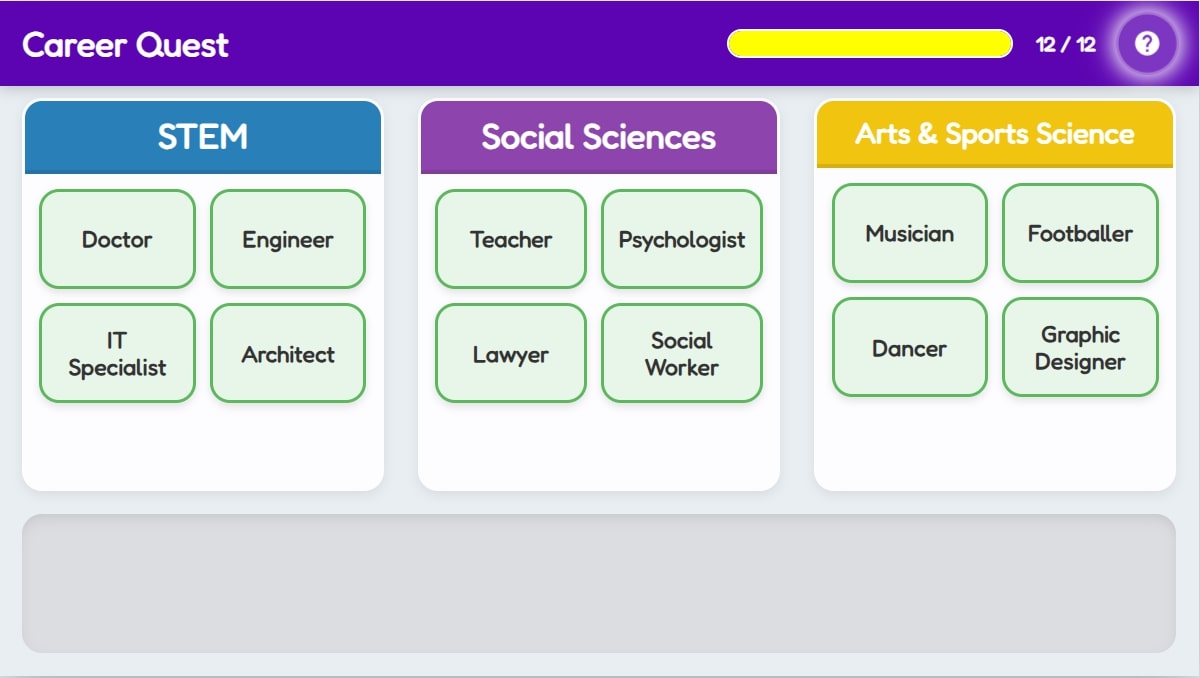 Career Quest
12 / 12
?
STEM
Doctor
Engineer
IT
Specialist
Architect
Social Sciences
Teacher
Psychologist
Lawyer
Social
Worker
Arts & Sports Science
Musician
Footballer
Dancer
Graphic
Designer